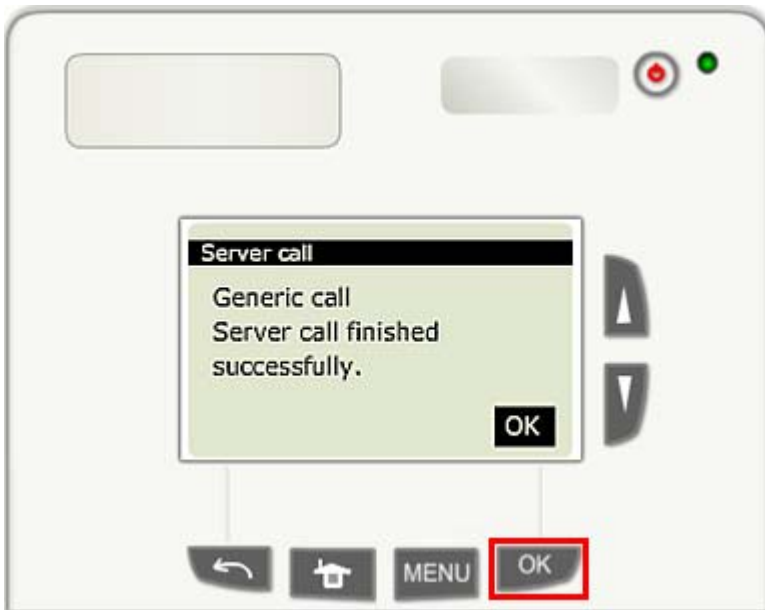 Server call
Generic call
Server call finished
successfully.
OK
MENU
OK